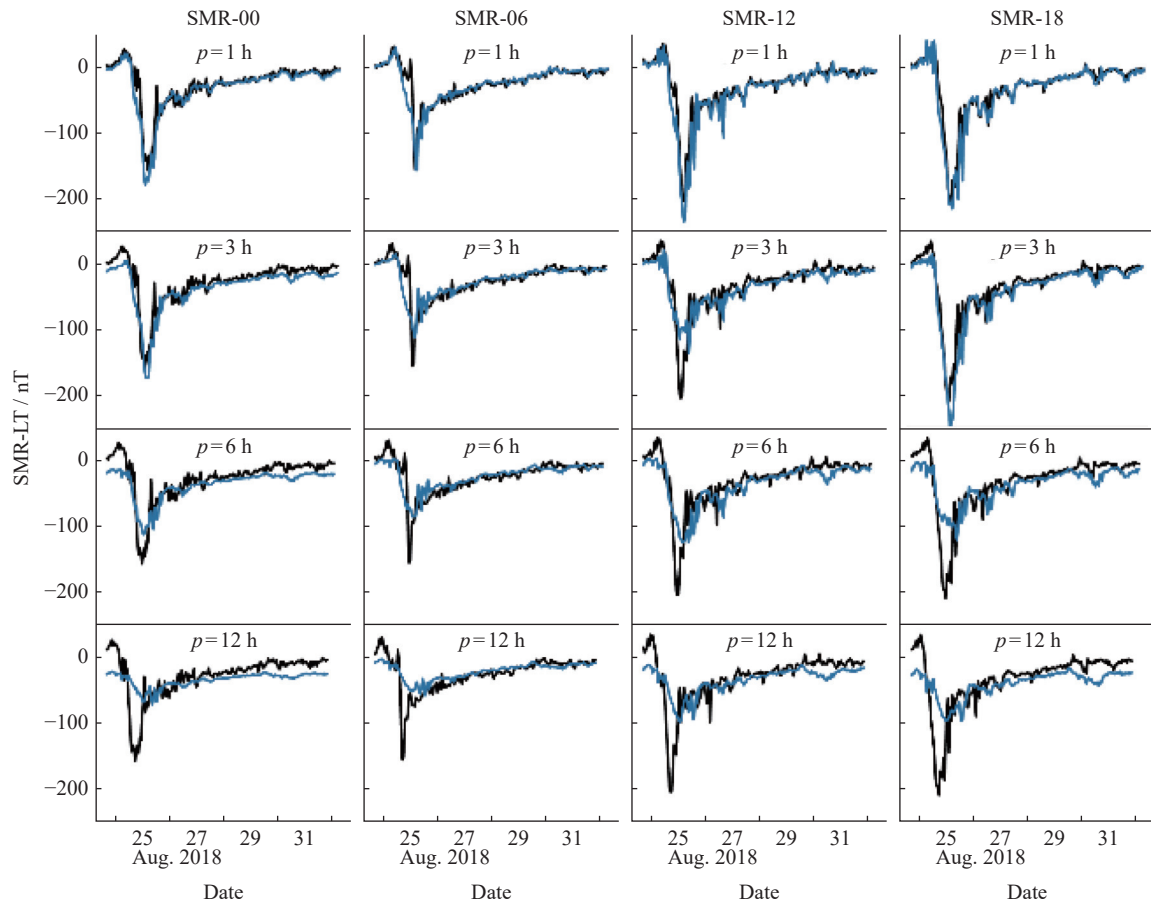 SMR-00 SMR-06 SMR-12 SMR-18
p=1 h p=1 h p=1 h p=1 h
0
−100
−200
p=3 h p=3 h p=3 h p=3 h
0
−100
−200
SMR-LT / nT
p=6 h p=6 h p=6 h p=6 h
0
−100
−200
p=12 h p=12 h p=12 h p=12 h
0
−100
−200
25 27 29 31 25 27 29 31 25 27 29 31 25 27 29 31
Aug. 2018 Aug. 2018 Aug. 2018 Aug. 2018
Date Date Date Date